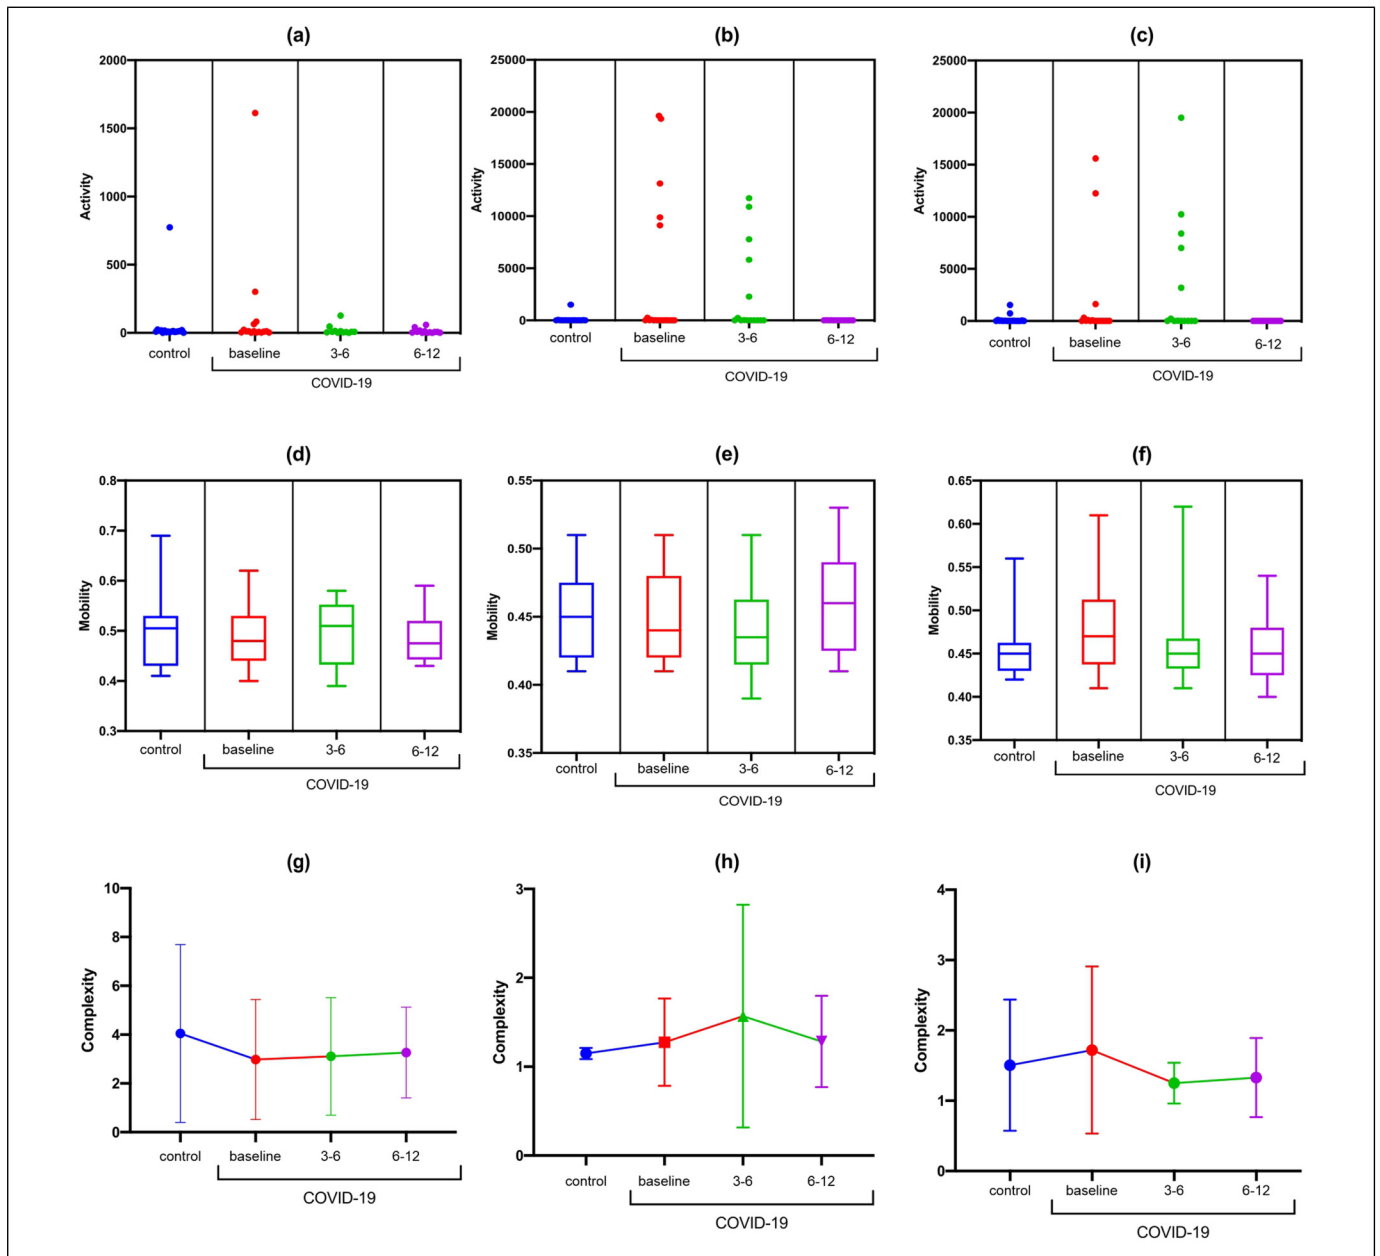 (a)
2000
1500
1000
500
0
Activity
control
baseline
3-6
6-12
COVID-19
(b)
25000
20000
15000
10000
5000
0
Activity
control
baseline
3-6
6-12
COVID-19
(c)
25000
20000
15000
10000
5000
0
Activity
control
baseline
3-6
6-12
COVID-19
(d)
0.8
0.7
0.6
0.5
0.4
0.3
Mobility
control
baseline
3-6
6-12
COVID-19
(e)
0.55
0.50
0.45
0.40
0.35
Mobility
control
baseline
3-6
6-12
COVID-19
(f)
0.65
0.60
0.55
0.50
0.45
0.40
0.35
Mobility
control
baseline
3-6
6-12
COVID-19
(g)
10
8
6
4
2
0
Complexity
control
baseline
3-6
6-12
COVID-19
(h)
3
2
1
0
Complexity
control
baseline
3-6
6-12
COVID-19
(i)
4
3
2
1
0
Complexity
control
baseline
3-6
6-12
COVID-19